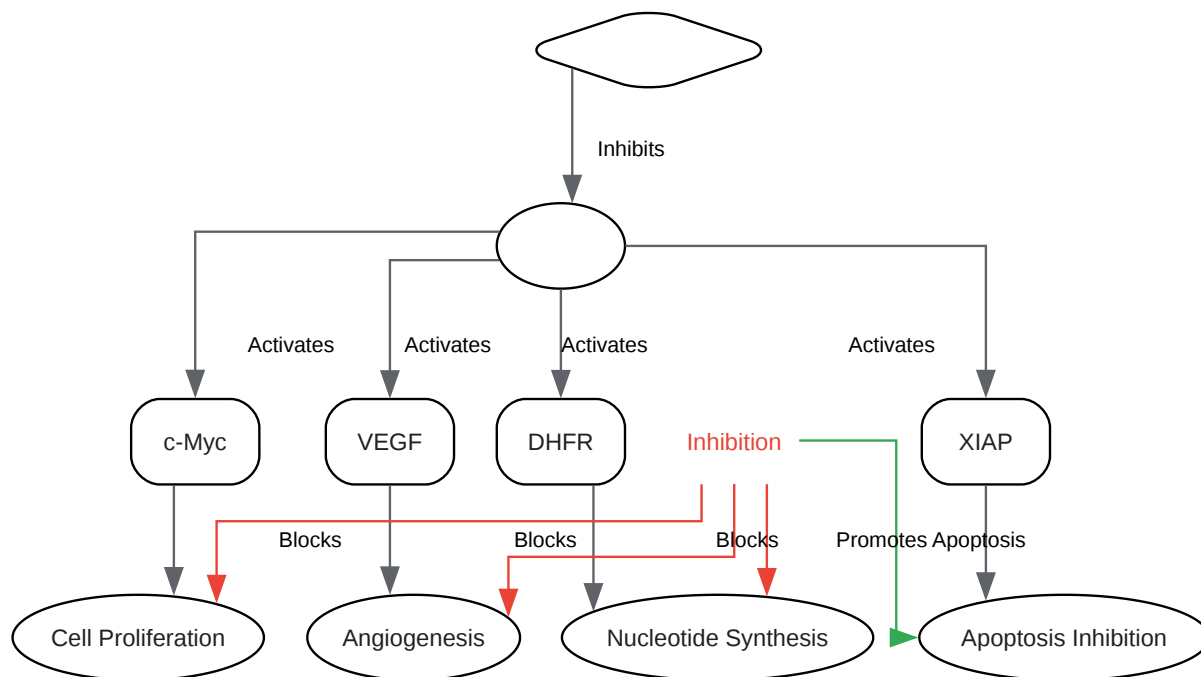 Inhibits
Activates
Activates
Activates
Activates
c-Myc
VEGF
DHFR
Inhibition
XIAP
Blocks
Blocks
Blocks
Promotes Apoptosis
Cell Proliferation
Angiogenesis
Nucleotide Synthesis
Apoptosis Inhibition